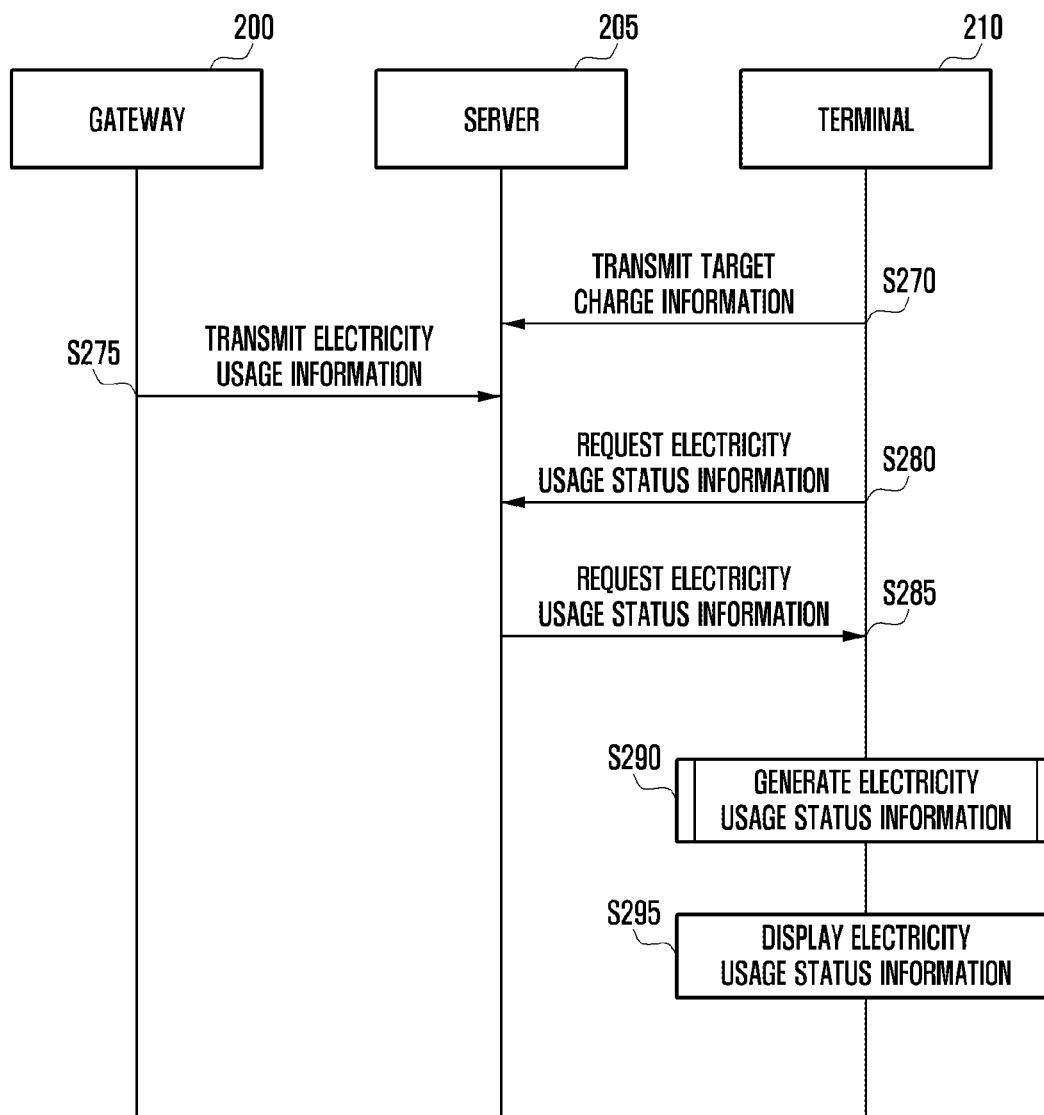 200
205
210
GATEWAY
SERVER
TERMINAL
TRANSMIT TARGET
CHARGE INFORMATION
S270
S275
TRANSMIT ELECTRICITY
USAGE INFORMATION
REQUEST ELECTRICITY
USAGE STATUS INFORMATION
S280
REQUEST ELECTRICITY
USAGE STATUS INFORMATION
S285
S290
GENERATE ELECTRICITY
USAGE STATUS INFORMATION
S295
DISPLAY ELECTRICITY
USAGE STATUS INFORMATION